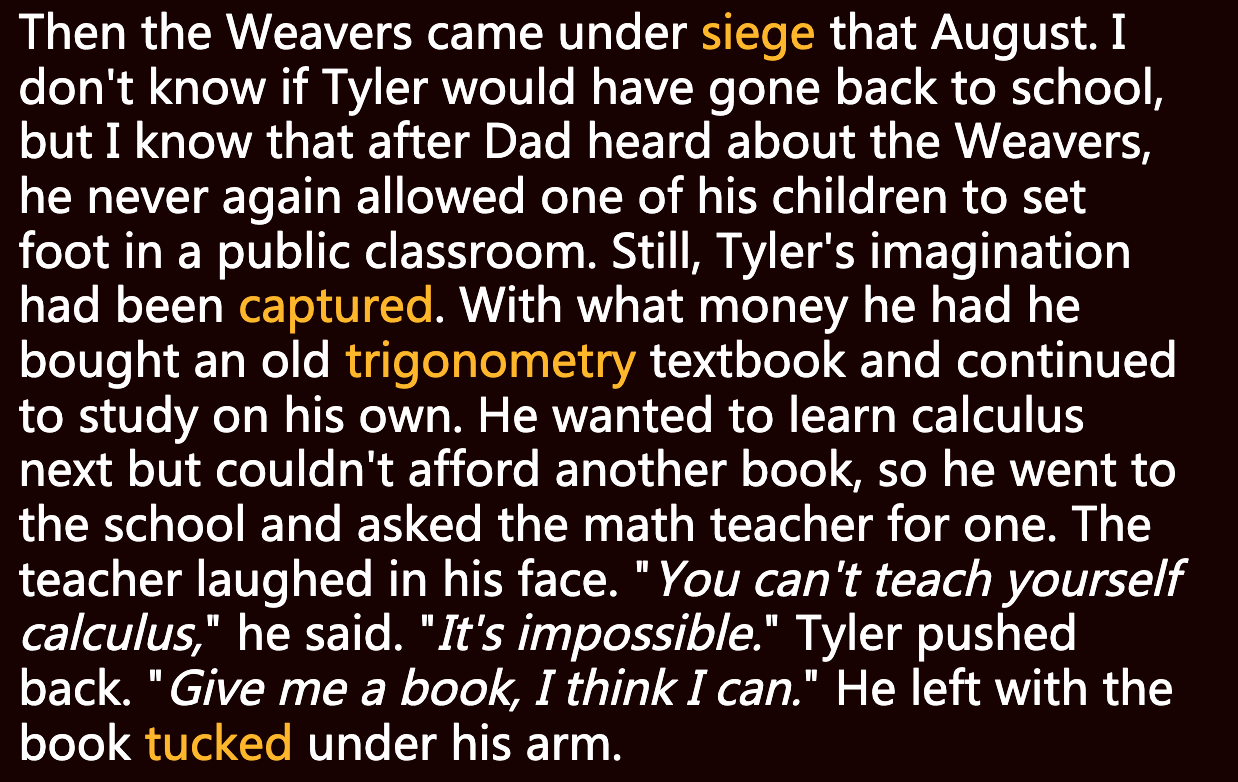 Then the Weavers came under siege that August. I
don't know if Tyler would have gone back to school,
but I know that after Dad heard about the Weavers,
he never again allowed one of his children to set
foot in a public classroom. Still, Tyler's imagination
had been captured. With what money he had he
bought an old trigonometry textbook and continued
to study on his own. He wanted to learn calculus
next but couldn't afford another book, so he went to
the school and asked the math teacher for one. The
teacher laughed in his face. "You can't teach yourself
calculus," he said. "It's impossible." Tyler pushed
back. "Give me a book, I think I can." He left with the
book tucked under his arm.